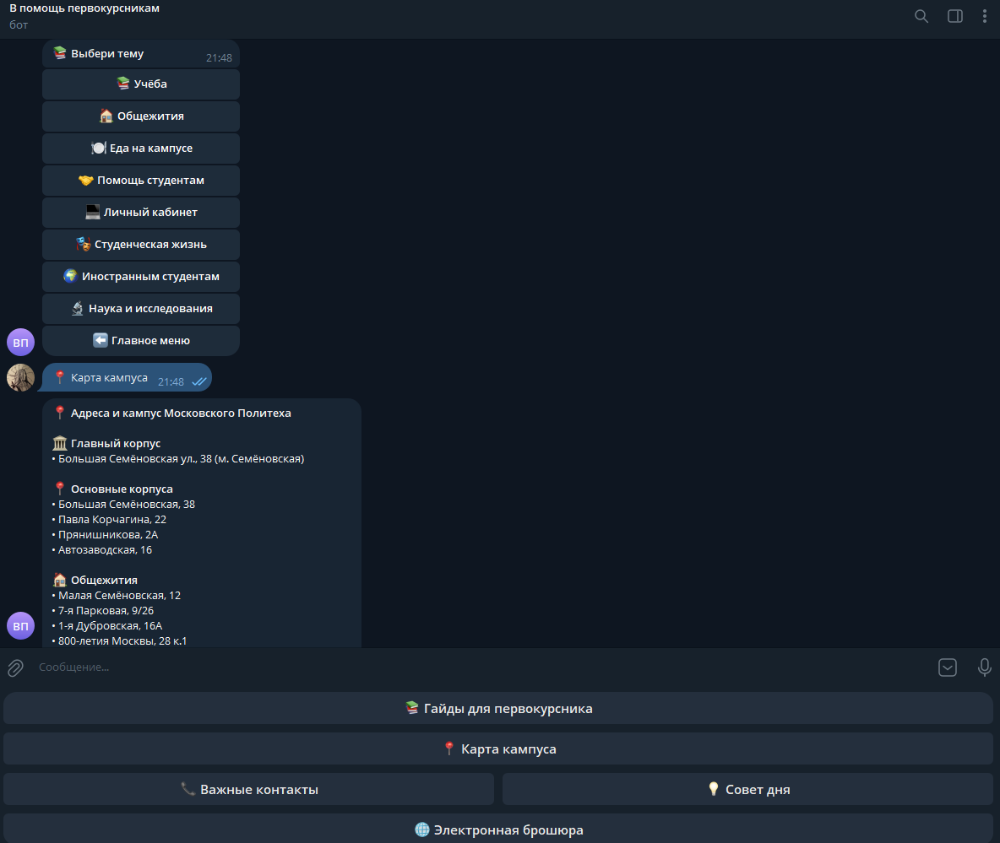 В помощь первокурсникам
бот
Выбери тему
21:48
Учёба
Общежития
Еда на кампусе
Помощь студентам
Личный кабинет
Студенческая жизнь
Иностранным студентам
Наука и исследования
Главное меню
ВП
Карта кампуса 21:48
Адреса и кампус Московского Политеха
Главный корпус
• Большая Семёновская ул., 38 (м. Семёновская)
Основные корпуса
• Большая Семёновская, 38
• Павла Корчагина, 22
• Прянишникова, 2А
• Автозаводская, 16
Общежития
• Малая Семёновская, 12
• 7-я Парковая, 9/26
• 1-я Дубровская, 16А
• 800-летия Москвы, 28 к.1
ВП
Сообщение...
Гайды для первокурсника
Карта кампуса
Важные контакты
Совет дня
Электронная брошюра